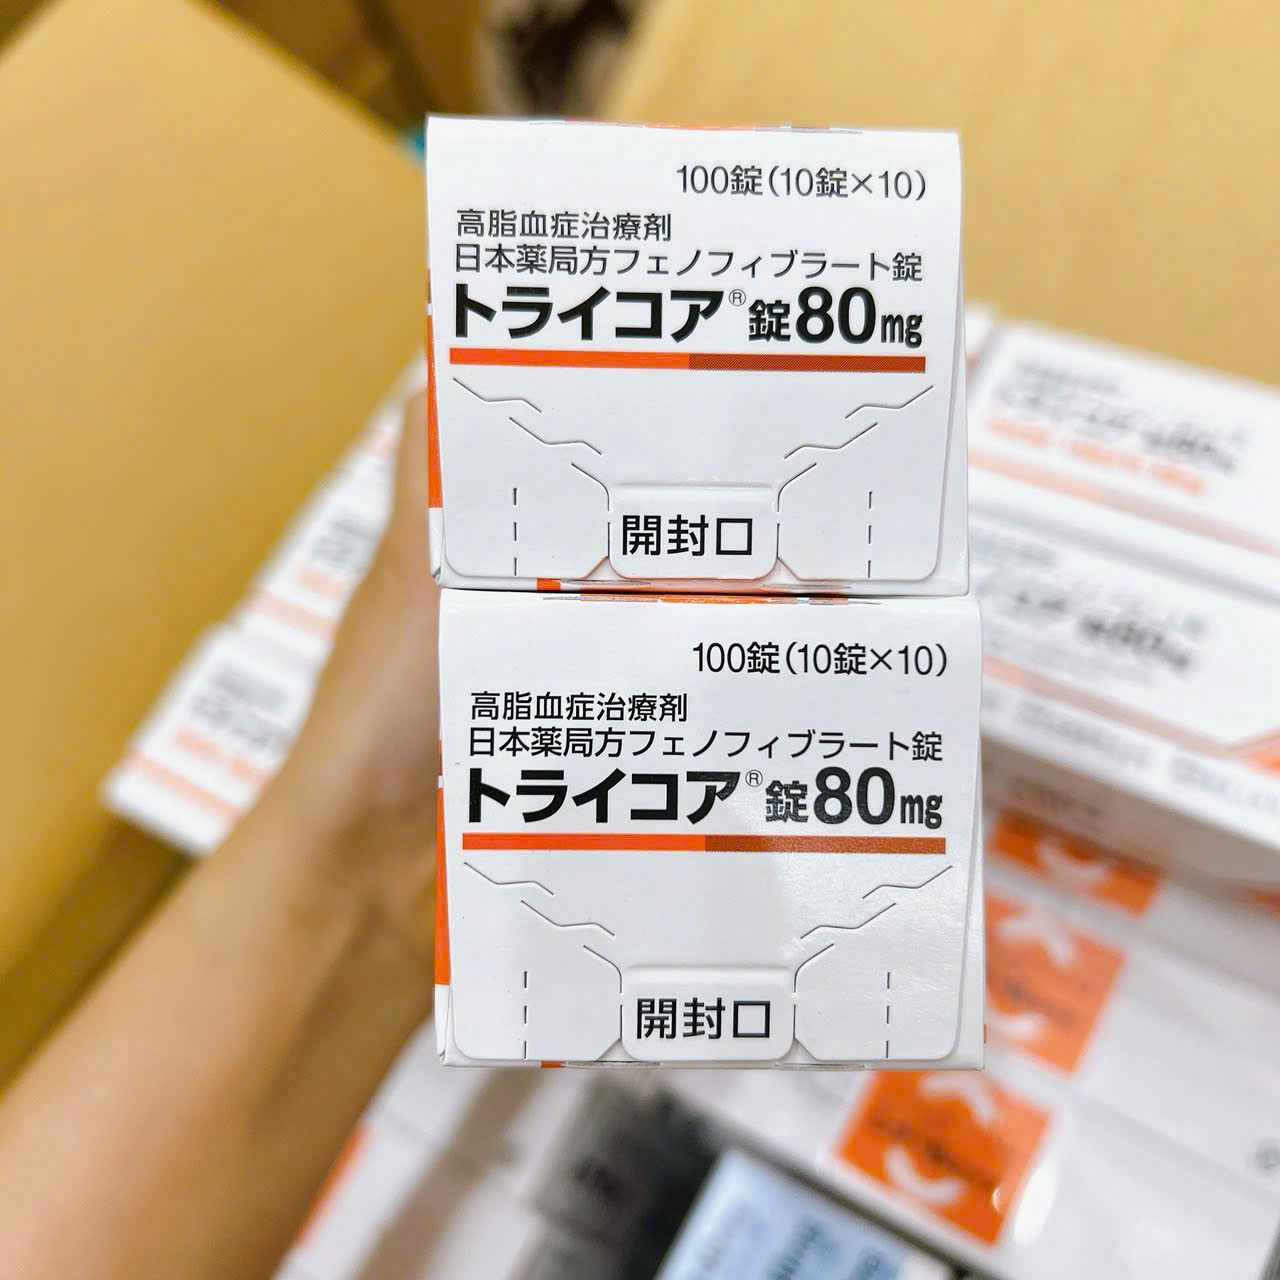 100錠(10錠×10)
高脂血症治療剤
日本薬局方フェノフィブラート錠
トライコア®錠80mg
開封口
100錠(10錠×10)
高脂血症治療剤
日本薬局方フェノフィブラート錠
トライコア®錠80mg
開封口